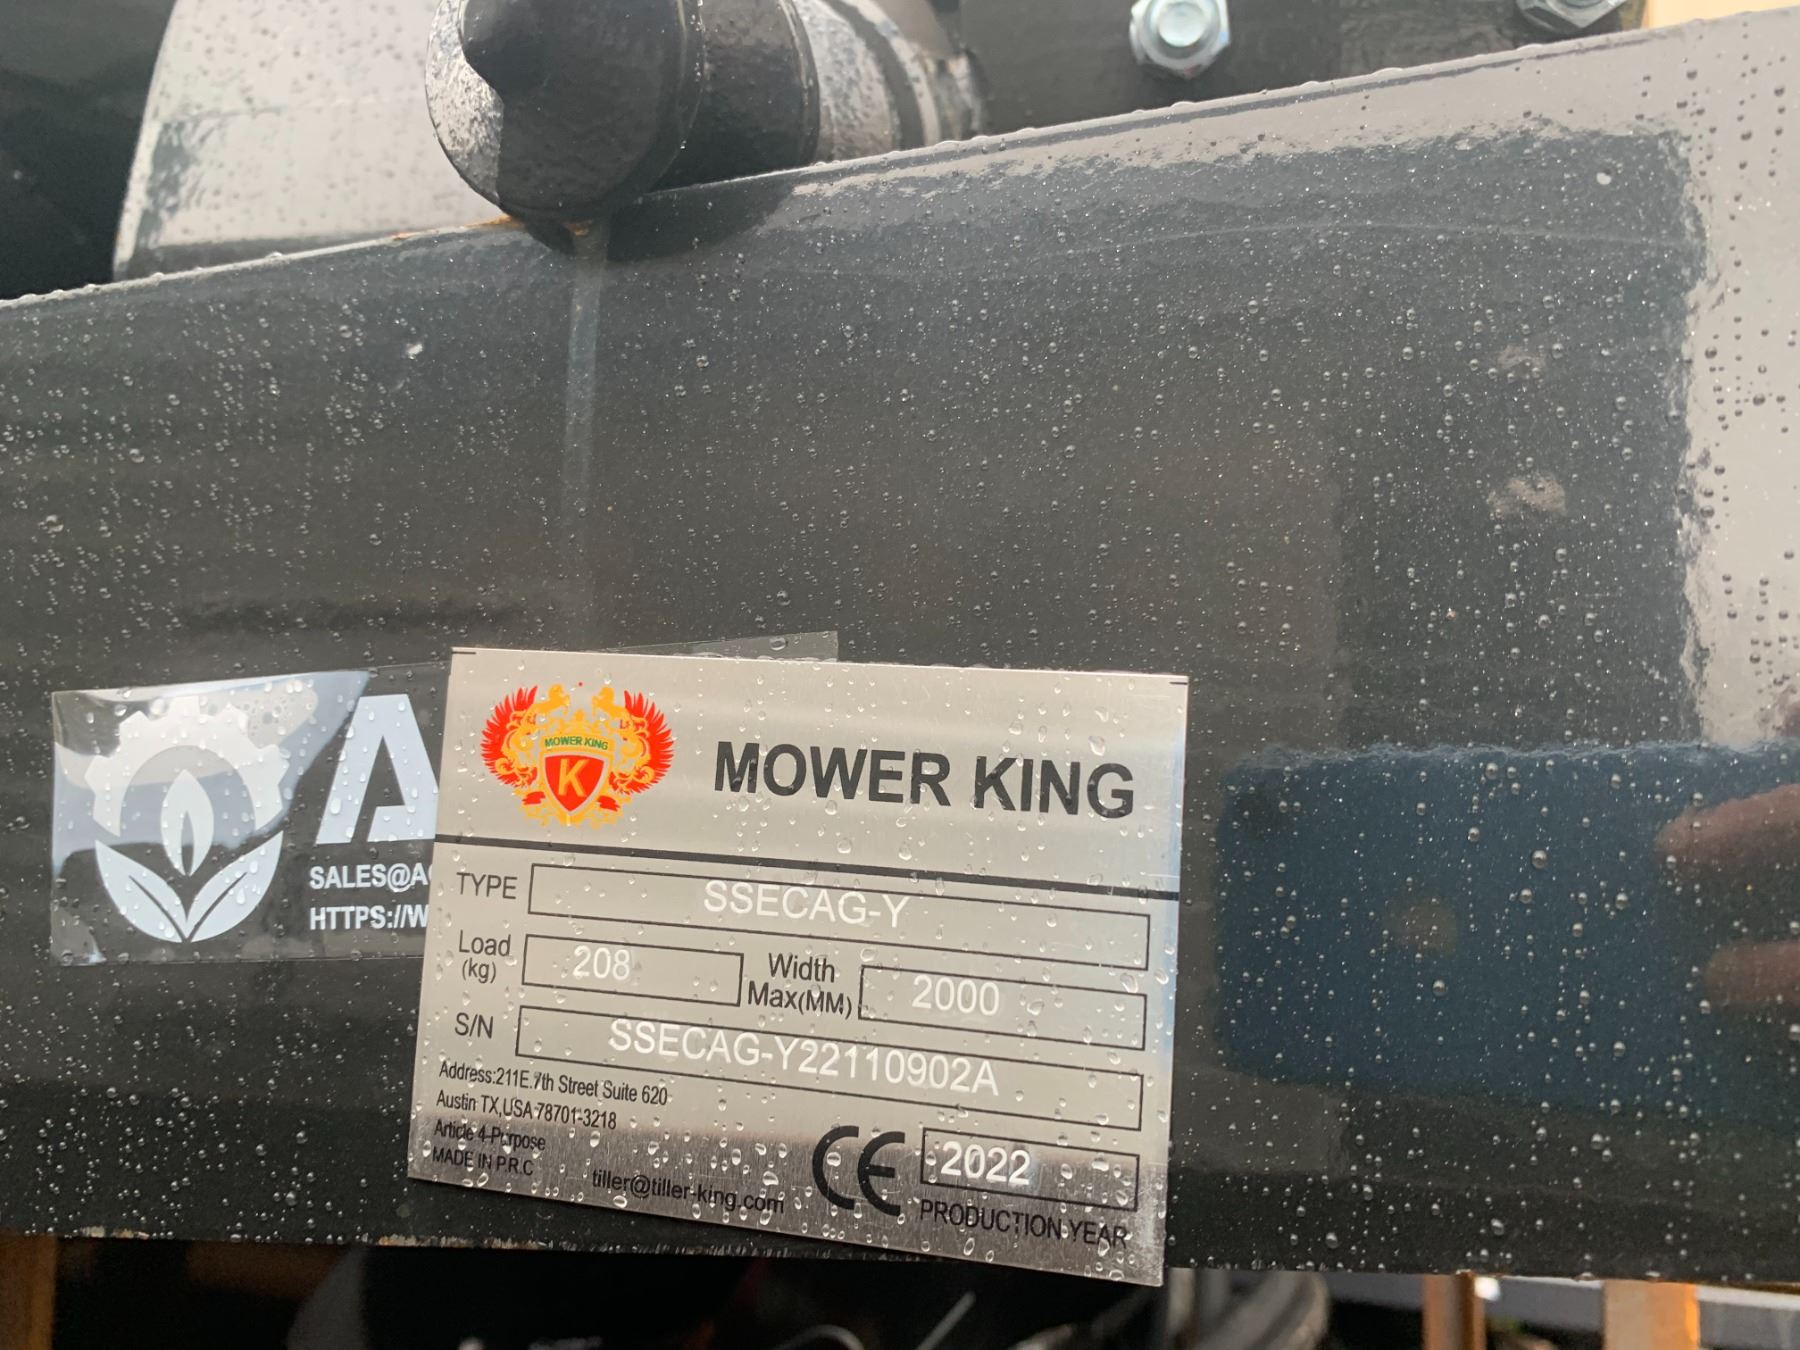 MOWER KING
K
MOWER KING
SALES@A
HTTPS://W
TYPE SSECAG-Y
Load (kg) 208 Width Max(MM) 2000
S/N SSECAG-Y22110902A
Address:211E.7th Street Suite 620
Austin TX,USA 78701-3218
Article 4-Purpose
MADE IN P.R.C
tiller@tiller-king.com
CE 2022
PRODUCTION YEAR